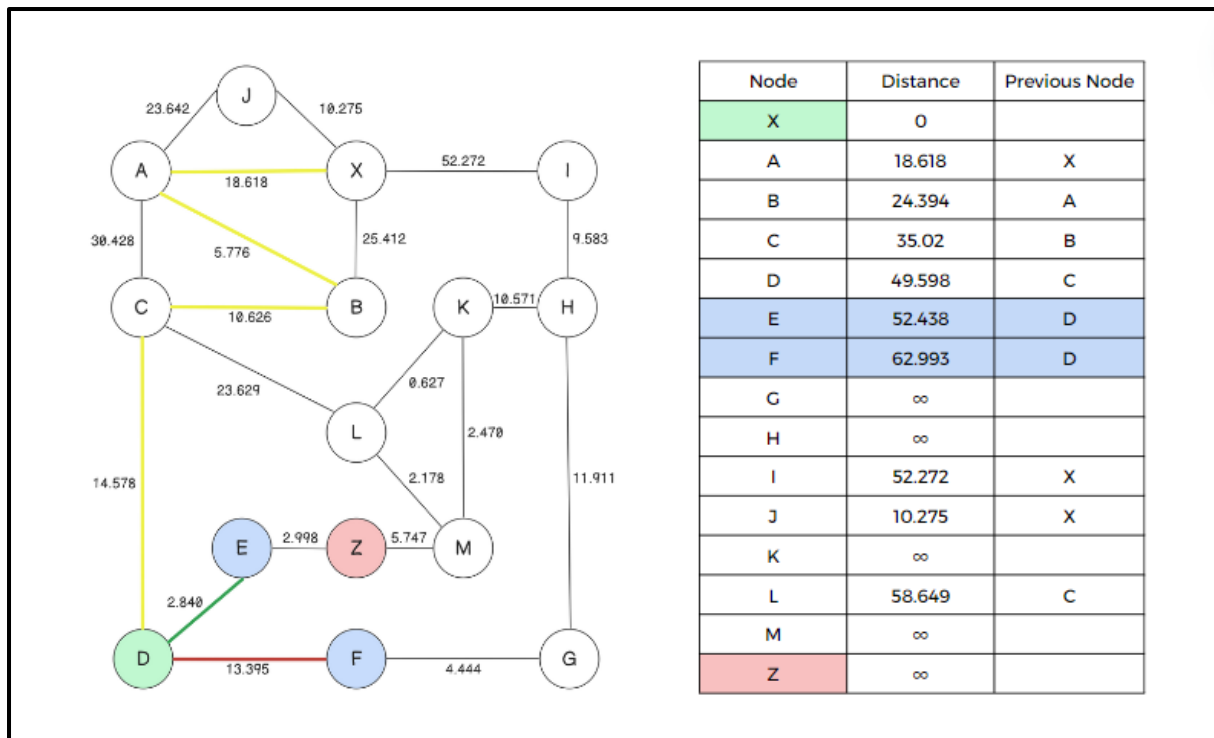 J
23.642
10.275
A
X
52.272
I
18.618
30.428
5.776
25.412
9.583
C
10.626
B
K
10.571
H
23.629
0.627
L
2.470
14.578
2.178
11.911
E
2.998
Z
5.747
M
2.840
D
13.395
F
4.444
G
Node Distance Previous Node
X 0
A 18.618 X
B 24.394 A
C 35.02 B
D 49.598 C
E 52.438 D
F 62.993 D
G ∞
H ∞
I 52.272 X
J 10.275 X
K ∞
L 58.649 C
M ∞
Z ∞